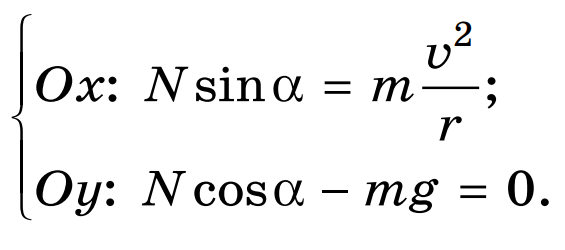 Ox: N sin α = m v²/r;
Oy: N cos α − mg = 0.